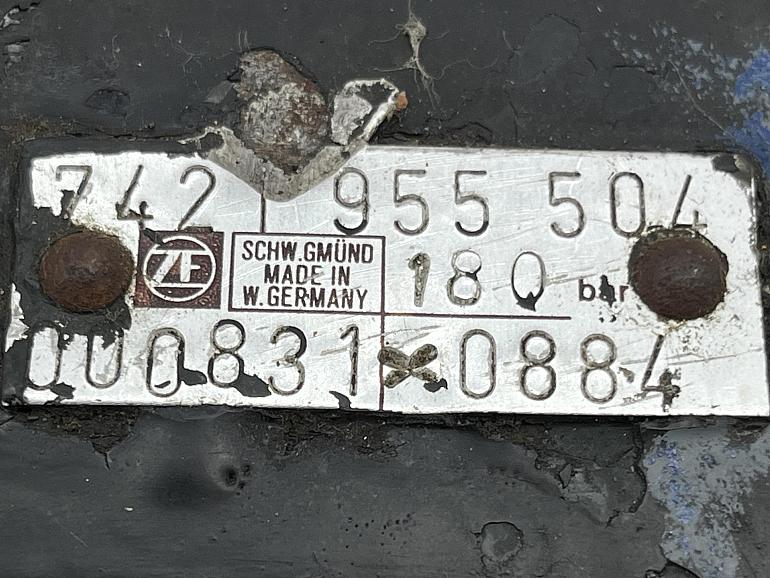 742 955 504
ZF SCHW.GMÜND
MADE IN
W.GERMANY
180 bar
000831*0884